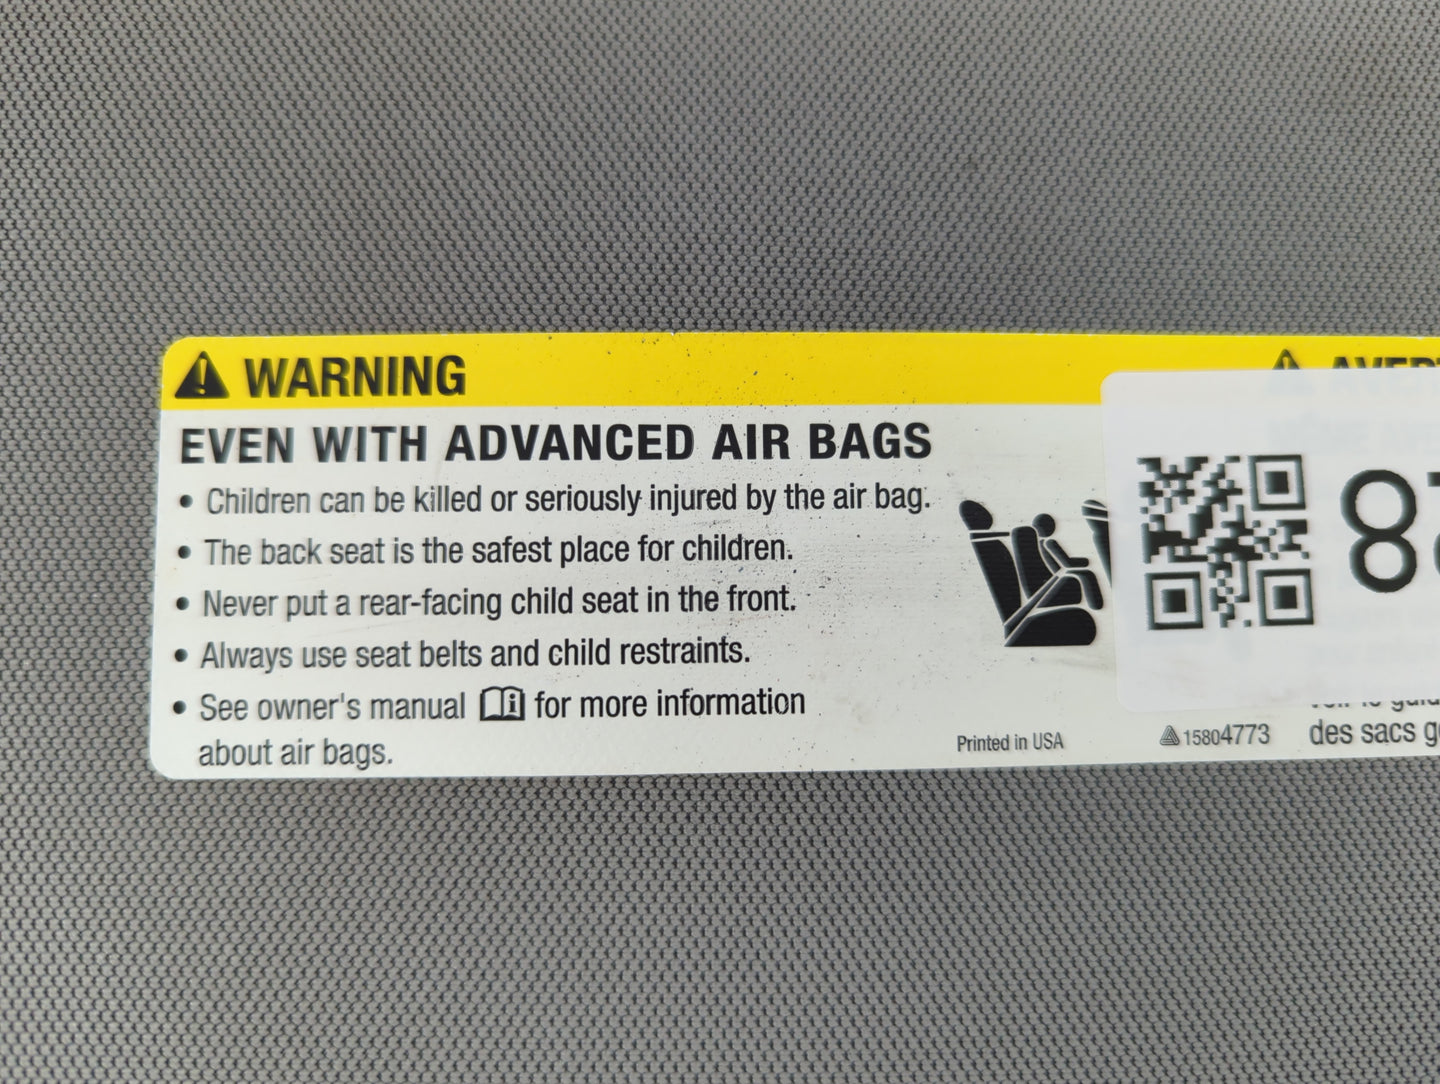 WARNING
EVEN WITH ADVANCED AIR BAGS
• Children can be killed or seriously injured by the air bag.
• The back seat is the safest place for children.
• Never put a rear-facing child seat in the front.
• Always use seat belts and child restraints.
• See owner's manual for more information
about air bags.
Printed in USA
15804773
des sacs